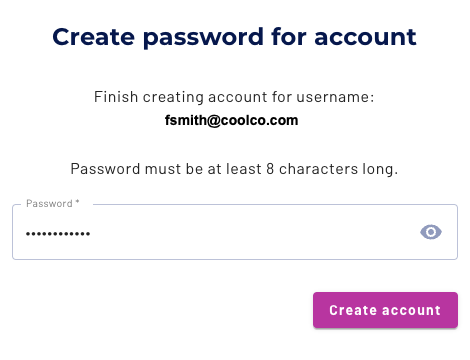 Create password for account
Finish creating account for username:
fsmith@coolco.com
Password must be at least 8 characters long.
Password *
••••••••••••
Create account